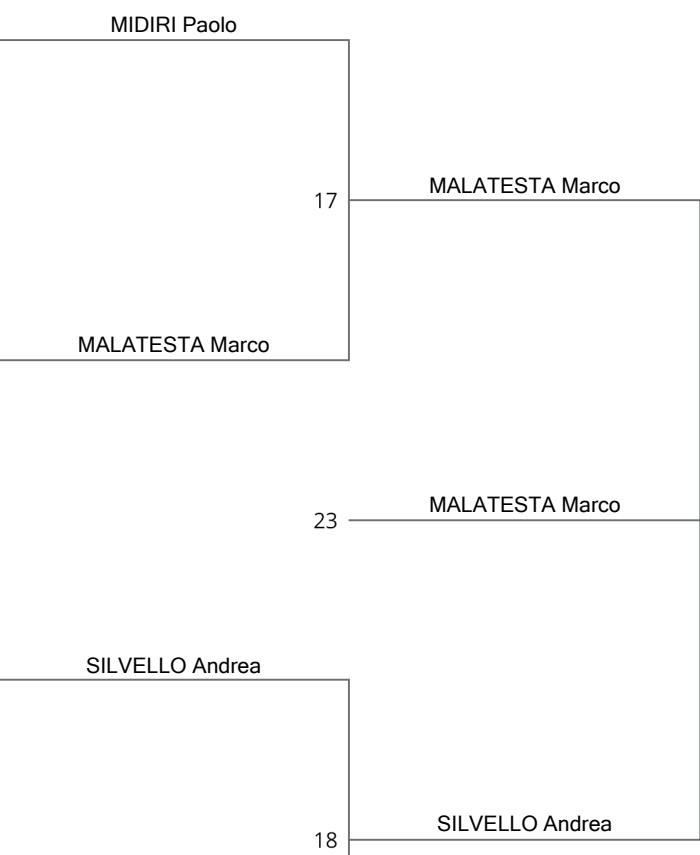 MIDIRI Paolo
17
MALATESTA Marco
MALATESTA Marco
23
MALATESTA Marco
SILVELLO Andrea
18
SILVELLO Andrea